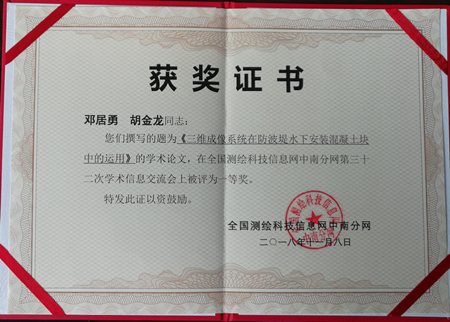 获奖证书
邓居勇 胡金龙同志：
您们撰写的题为《三维成像系统在防波堤水下安装混凝土块
中的运用》的学术论文，在全国测绘科技信息网中南分网第三十
二次学术信息交流会上被评为一等奖。
特发此证以资鼓励。
全国测绘科技信息网中南分网
二〇一八年十一月八日